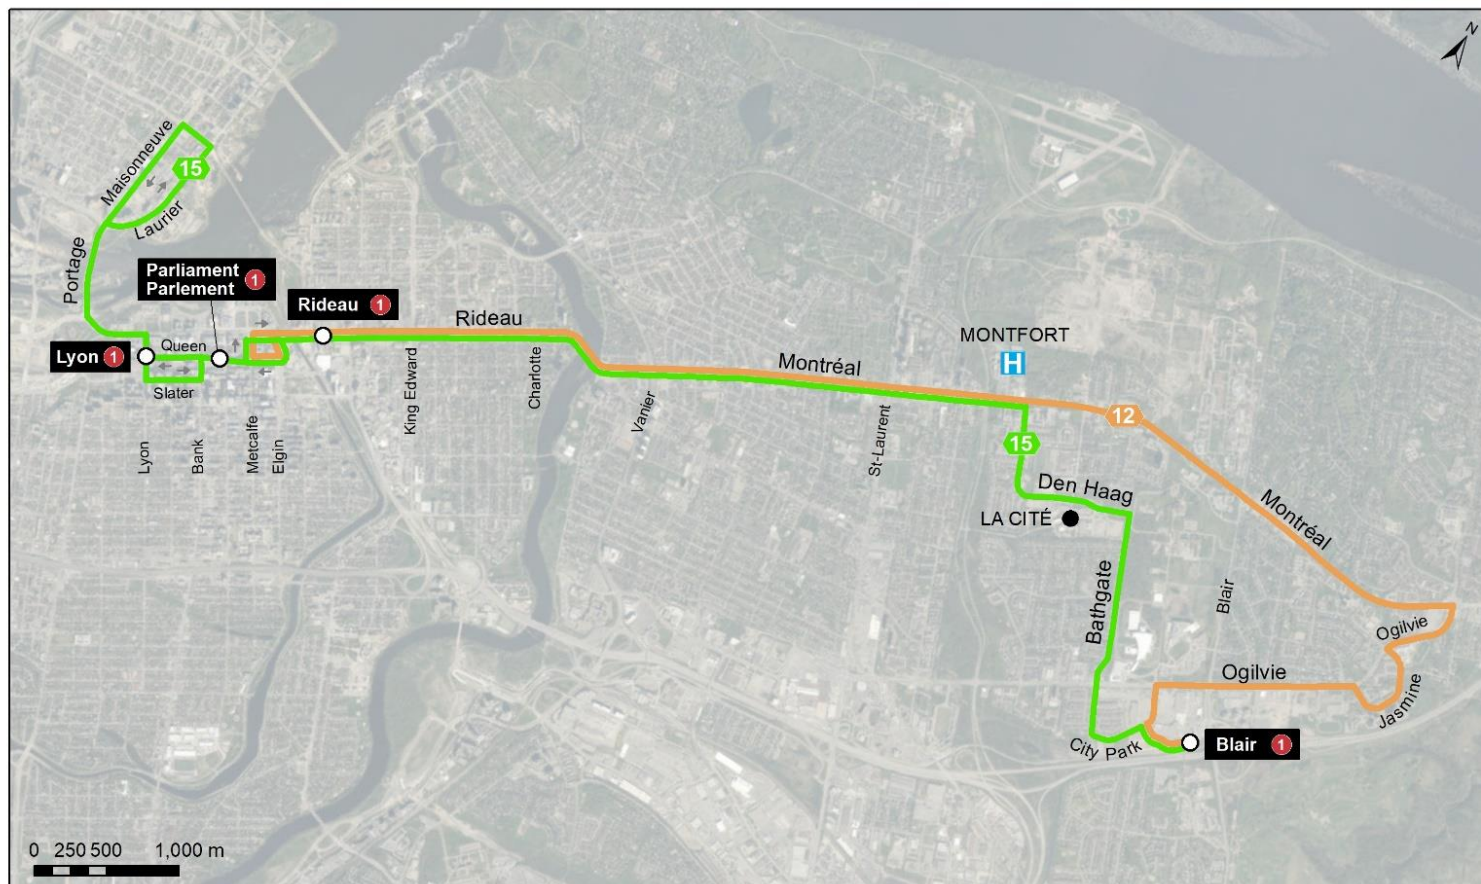 N
Maisonneuve
15
Laurier
Portage
Parliament
Parlement
1
Rideau 1
Lyon 1
Queen
Slater
Lyon
Bank
Metcalfe
Elgin
Rideau
King Edward
Charlotte
Vanier
Montréal
St-Laurent
MONTFORT
H
12
15
Den Haag
LA CITÉ
Montréal
Bathgate
Blair
Ogilvie
Ogilvie
Jasmine
City Park
Blair 1
0 250 500 1,000 m